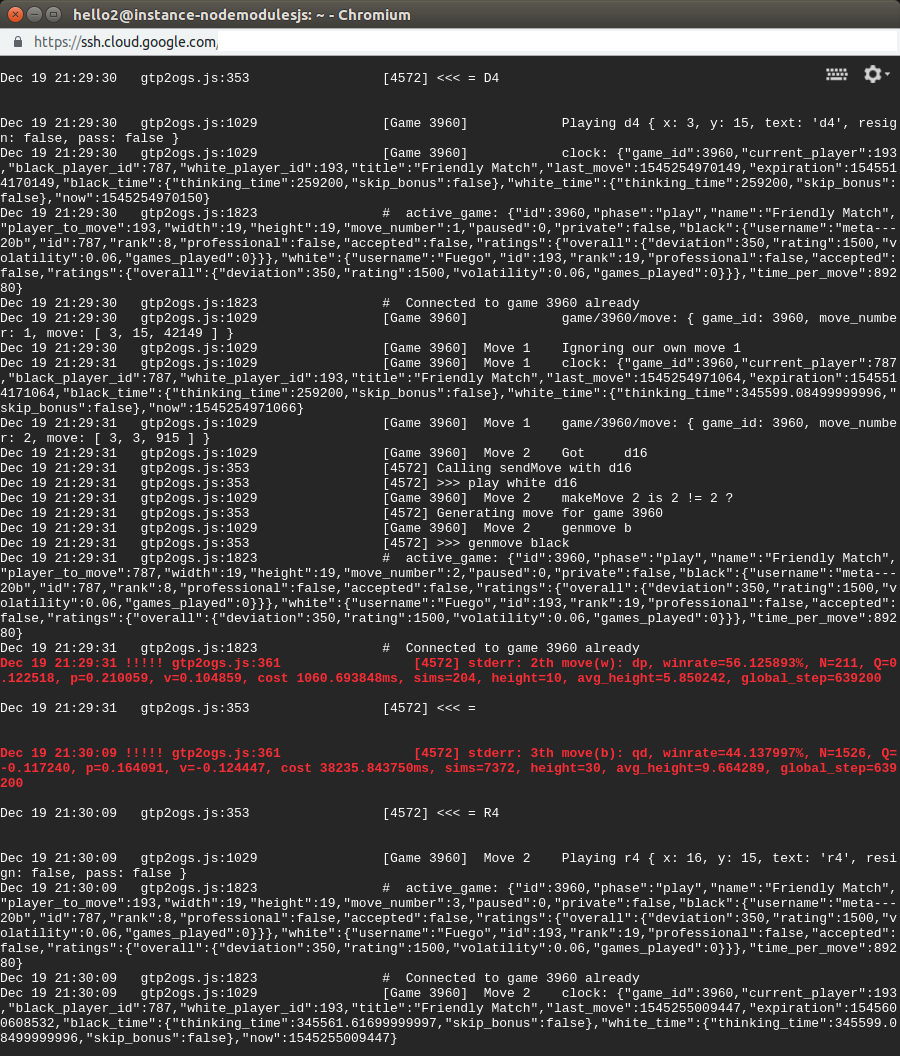 hello2@instance-nodemodulesjs: ~ - Chromium
https://ssh.cloud.google.com/
Dec 19 21:29:30   gtp2ogs.js:353                 [4572] <<< = D4
Dec 19 21:29:30   gtp2ogs.js:1029                [Game 3960]            Playing d4 { x: 3, y: 15, text: 'd4', resig
n: false, pass: false }
Dec 19 21:29:30   gtp2ogs.js:1029                [Game 3960]            clock: {"game_id":3960,"current_player":193
,"black_player_id":787,"white_player_id":193,"title":"Friendly Match","last_move":1545254970149,"expiration":154551
4170149,"black_time":{"thinking_time":259200,"skip_bonus":false},"white_time":{"thinking_time":259200,"skip_bonus":
false},"now":1545254970150}
Dec 19 21:29:30   gtp2ogs.js:1823                #  active_game: {"id":3960,"phase":"play","name":"Friendly Match",
"player_to_move":193,"width":19,"height":19,"move_number":1,"paused":0,"private":false,"black":{"username":"meta---
20b","id":787,"rank":8,"professional":false,"accepted":false,"ratings":{"overall":{"deviation":350,"rating":1500,"v
olatility":0.06,"games_played":0}}},"white":{"username":"Fuego","id":193,"rank":19,"professional":false,"accepted":
false,"ratings":{"overall":{"deviation":350,"rating":1500,"volatility":0.06,"games_played":0}}},"time_per_move":892
80}
Dec 19 21:29:30   gtp2ogs.js:1823                #  Connected to game 3960 already
Dec 19 21:29:30   gtp2ogs.js:1029                [Game 3960]            game/3960/move: { game_id: 3960, move_numbe
r: 1, move: [ 3, 15, 42149 ] }
Dec 19 21:29:30   gtp2ogs.js:1029                [Game 3960]  Move 1    Ignoring our own move 1
Dec 19 21:29:31   gtp2ogs.js:1029                [Game 3960]  Move 1    clock: {"game_id":3960,"current_player":787
,"black_player_id":787,"white_player_id":193,"title":"Friendly Match","last_move":1545254971064,"expiration":154551
4171064,"black_time":{"thinking_time":259200,"skip_bonus":false},"white_time":{"thinking_time":345599.08499999996,"
skip_bonus":false},"now":1545254971066}
Dec 19 21:29:31   gtp2ogs.js:1029                [Game 3960]  Move 1    game/3960/move: { game_id: 3960, move_numbe
r: 2, move: [ 3, 3, 915 ] }
Dec 19 21:29:31   gtp2ogs.js:1029                [Game 3960]  Move 2    Got     d16
Dec 19 21:29:31   gtp2ogs.js:353                 [4572] Calling sendMove with d16
Dec 19 21:29:31   gtp2ogs.js:353                 [4572] >>> play white d16
Dec 19 21:29:31   gtp2ogs.js:1029                [Game 3960]  Move 2    makeMove 2 is 2 != 2 ?
Dec 19 21:29:31   gtp2ogs.js:353                 [4572] Generating move for game 3960
Dec 19 21:29:31   gtp2ogs.js:1029                [Game 3960]  Move 2    genmove b
Dec 19 21:29:31   gtp2ogs.js:353                 [4572] >>> genmove black
Dec 19 21:29:31   gtp2ogs.js:1823                #  active_game: {"id":3960,"phase":"play","name":"Friendly Match",
"player_to_move":787,"width":19,"height":19,"move_number":2,"paused":0,"private":false,"black":{"username":"meta---
20b","id":787,"rank":8,"professional":false,"accepted":false,"ratings":{"overall":{"deviation":350,"rating":1500,"v
olatility":0.06,"games_played":0}}},"white":{"username":"Fuego","id":193,"rank":19,"professional":false,"accepted":
false,"ratings":{"overall":{"deviation":350,"rating":1500,"volatility":0.06,"games_played":0}}},"time_per_move":892
80}
Dec 19 21:29:31   gtp2ogs.js:1823                #  Connected to game 3960 already
Dec 19 21:29:31 !!!!! gtp2ogs.js:361                 [4572] stderr: 2th move(w): dp, winrate=56.125893%, N=211, Q=0
.122518, p=0.210059, v=0.104859, cost 1060.693848ms, sims=204, height=10, avg_height=5.850242, global_step=639200
Dec 19 21:29:31   gtp2ogs.js:353                 [4572] <<< =
Dec 19 21:30:09 !!!!! gtp2ogs.js:361                 [4572] stderr: 3th move(b): qd, winrate=44.137997%, N=1526, Q=
-0.117240, p=0.164091, v=-0.124447, cost 38235.843750ms, sims=7372, height=30, avg_height=9.664289, global_step=639
200
Dec 19 21:30:09   gtp2ogs.js:353                 [4572] <<< = R4
Dec 19 21:30:09   gtp2ogs.js:1029                [Game 3960]  Move 2    Playing r4 { x: 16, y: 15, text: 'r4', resi
gn: false, pass: false }
Dec 19 21:30:09   gtp2ogs.js:1823                #  active_game: {"id":3960,"phase":"play","name":"Friendly Match",
"player_to_move":193,"width":19,"height":19,"move_number":3,"paused":0,"private":false,"black":{"username":"meta---
20b","id":787,"rank":8,"professional":false,"accepted":false,"ratings":{"overall":{"deviation":350,"rating":1500,"v
olatility":0.06,"games_played":0}}},"white":{"username":"Fuego","id":193,"rank":19,"professional":false,"accepted":
false,"ratings":{"overall":{"deviation":350,"rating":1500,"volatility":0.06,"games_played":0}}},"time_per_move":892
80}
Dec 19 21:30:09   gtp2ogs.js:1823                #  Connected to game 3960 already
Dec 19 21:30:09   gtp2ogs.js:1029                [Game 3960]  Move 2    clock: {"game_id":3960,"current_player":193
,"black_player_id":787,"white_player_id":193,"title":"Friendly Match","last_move":1545255009447,"expiration":154560
0608532,"black_time":{"thinking_time":345561.61699999997,"skip_bonus":false},"white_time":{"thinking_time":345599.0
8499999996,"skip_bonus":false},"now":1545255009447}